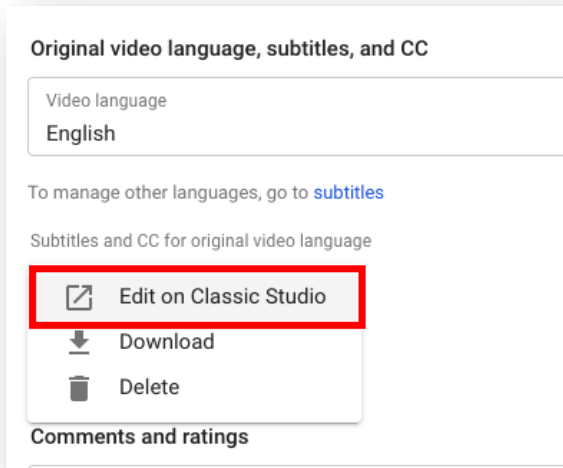 Original video language, subtitles, and CC
Video language
English
To manage other languages, go to subtitles
Subtitles and CC for original video language
Edit on Classic Studio
Download
Delete
Comments and ratings